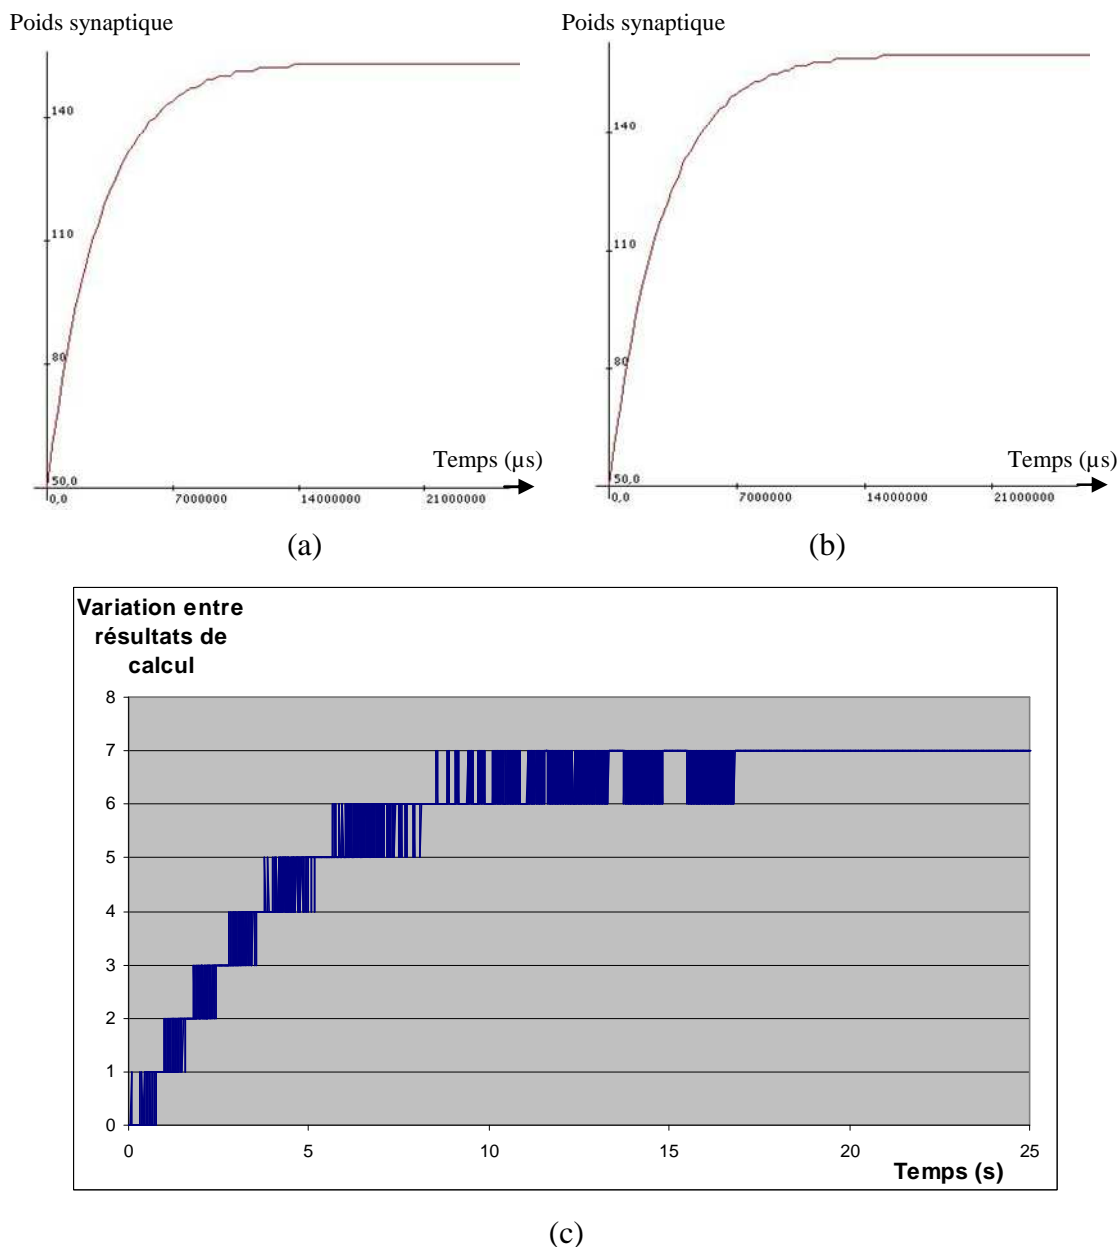 Poids synaptique
140
110
80
50,0
Temps (µs)
0,0 7000000 14000000 21000000
(a)
Poids synaptique
140
110
80
50,0
Temps (µs)
0,0 7000000 14000000 21000000
(b)
Variation entre
résultats de
calcul
8
7
6
5
4
3
2
1
0
0 5 10 15 20 25
Temps (s)
(c)